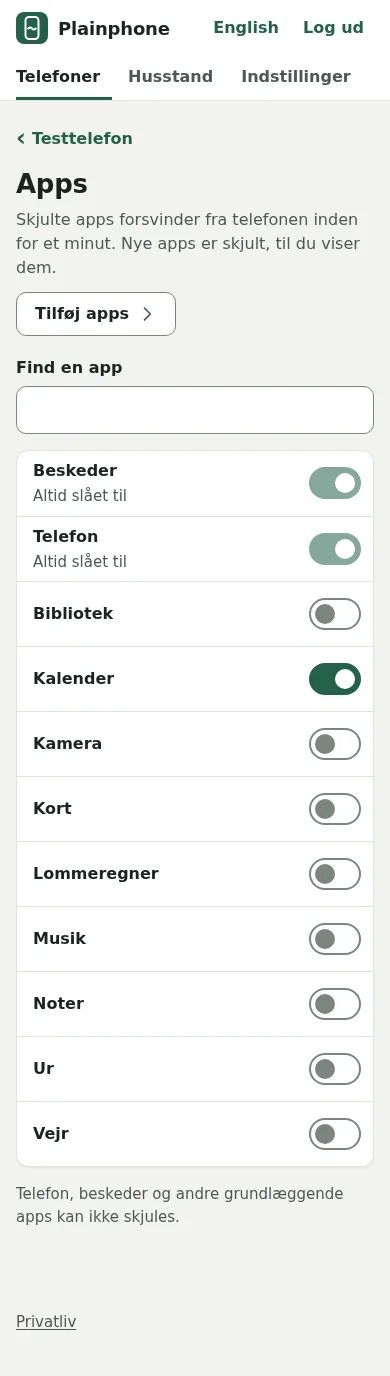 Plainphone
English
Log ud
Telefoner
Husstand
Indstillinger
Testtelefon
Apps
Skjulte apps forsvinder fra telefonen inden
for et minut. Nye apps er skjult, til du viser
dem.
Tilføj apps
Find en app
Beskeder
Altid slået til
Telefon
Altid slået til
Bibliotek
Kalender
Kamera
Kort
Lommeregner
Musik
Noter
Ur
Vejr
Telefon, beskeder og andre grundlæggende
apps kan ikke skjules.
Privatliv